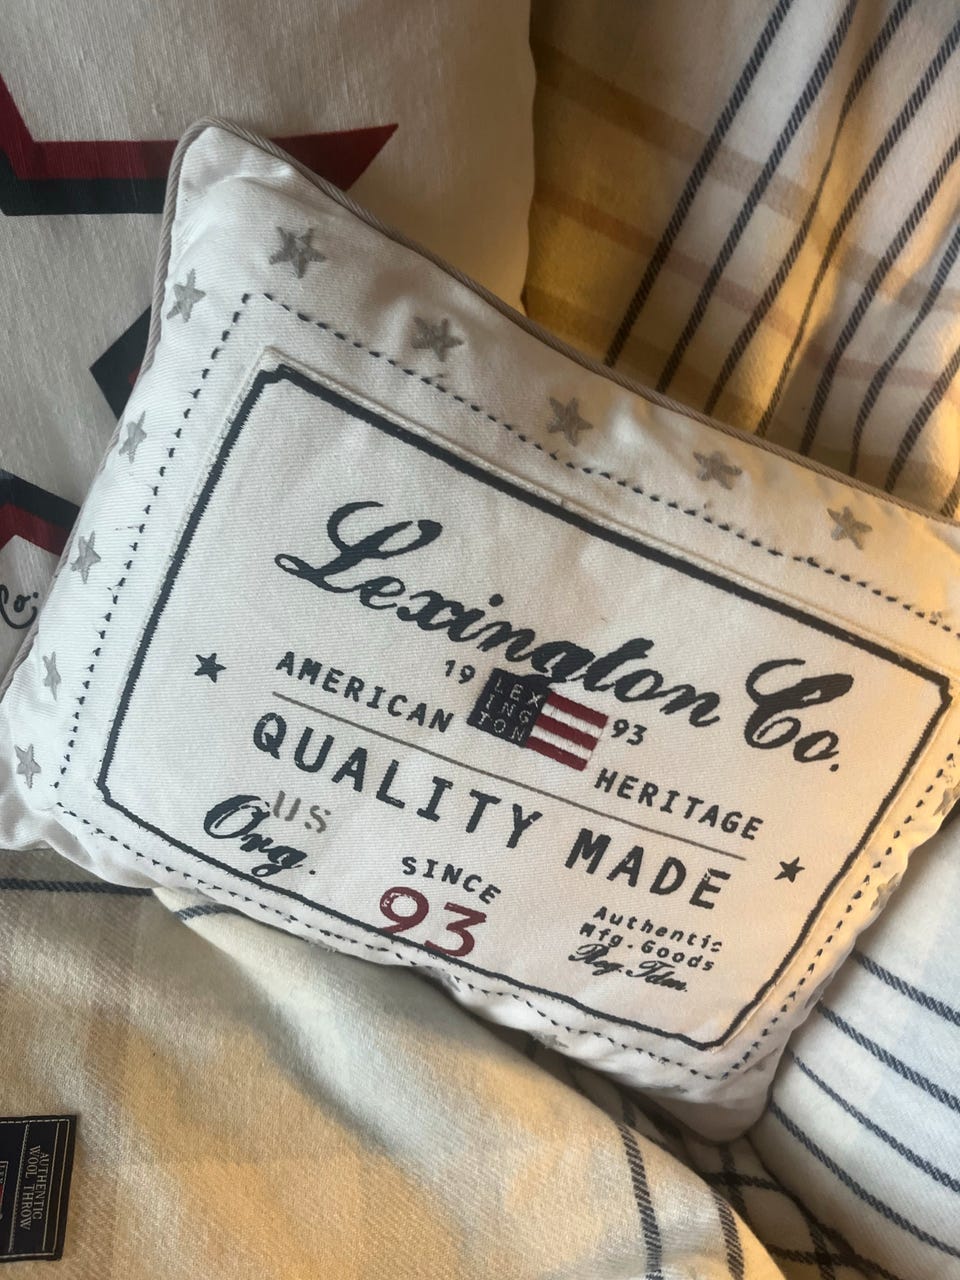 Lexington Co.
19 LEX
ING
TON 93
AMERICAN HERITAGE
QUALITY MADE
US
Org.
SINCE
93
Authentic
Mfg. Goods
Reg. Tdm.
Co.
AUTHENTIC
WOOL THROW